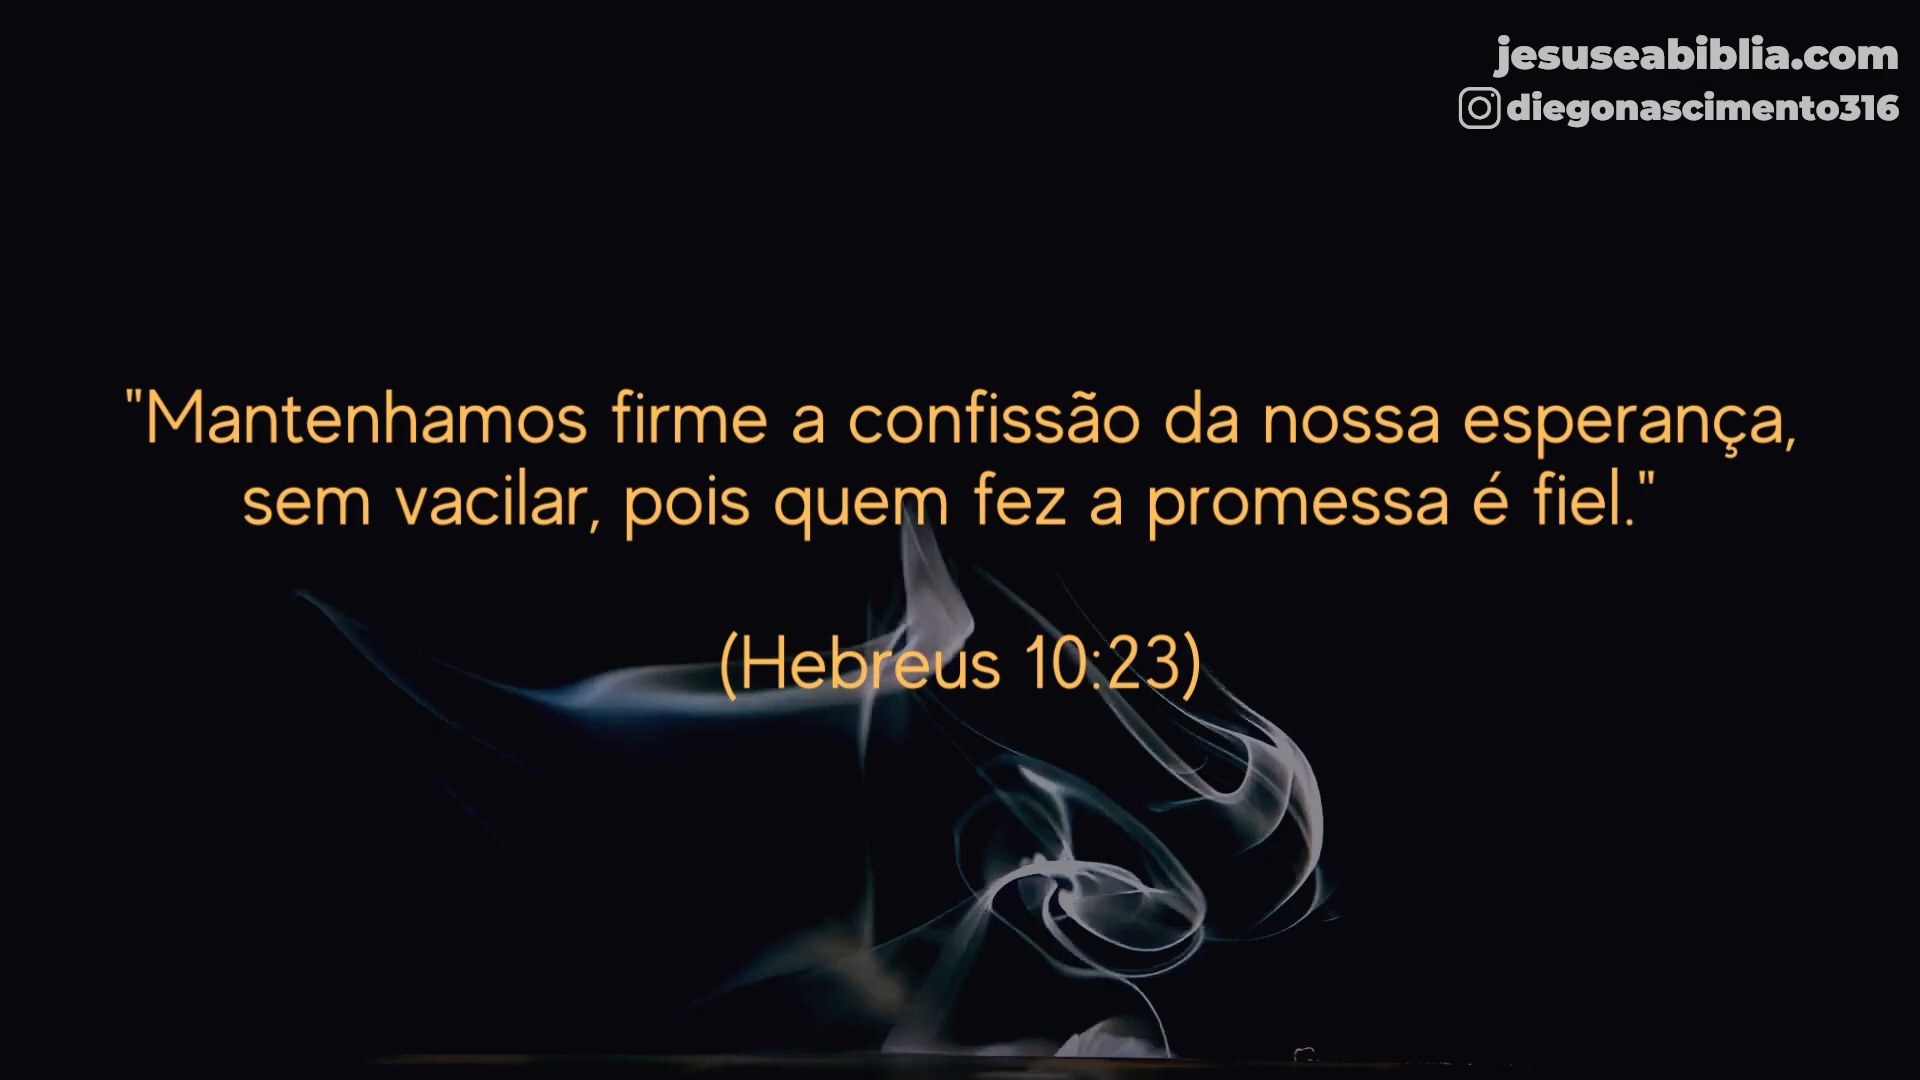 jesuseabiblia.com
diegonascimento316
"Mantenhamos firme a confissão da nossa esperança,
sem vacilar, pois quem fez a promessa é fiel."
(Hebreus 10:23)